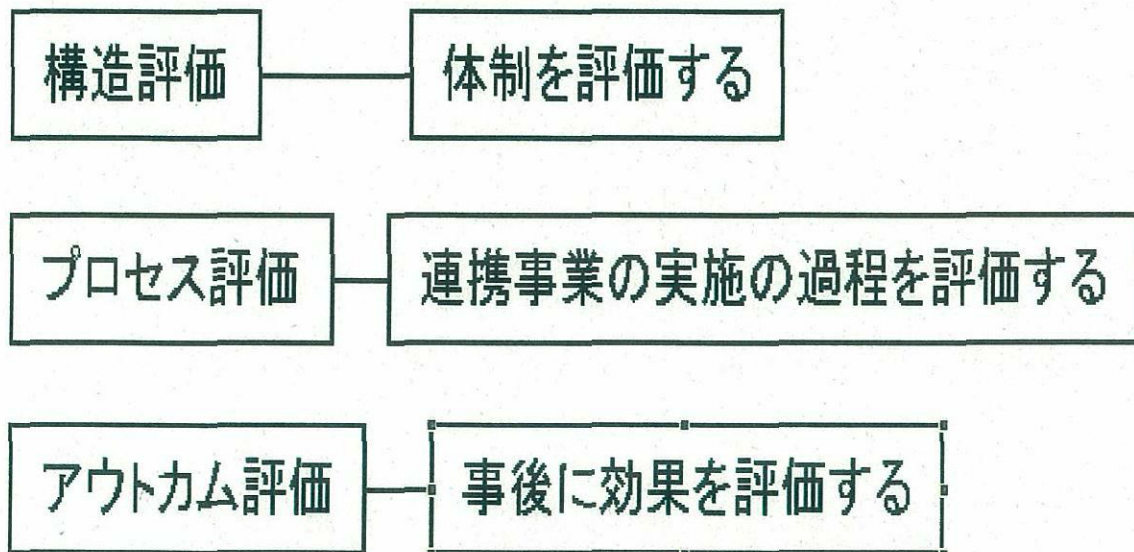 構造評価
体制を評価する
プロセス評価
連携事業の実施の過程を評価する
アウトカム評価
事後に効果を評価する